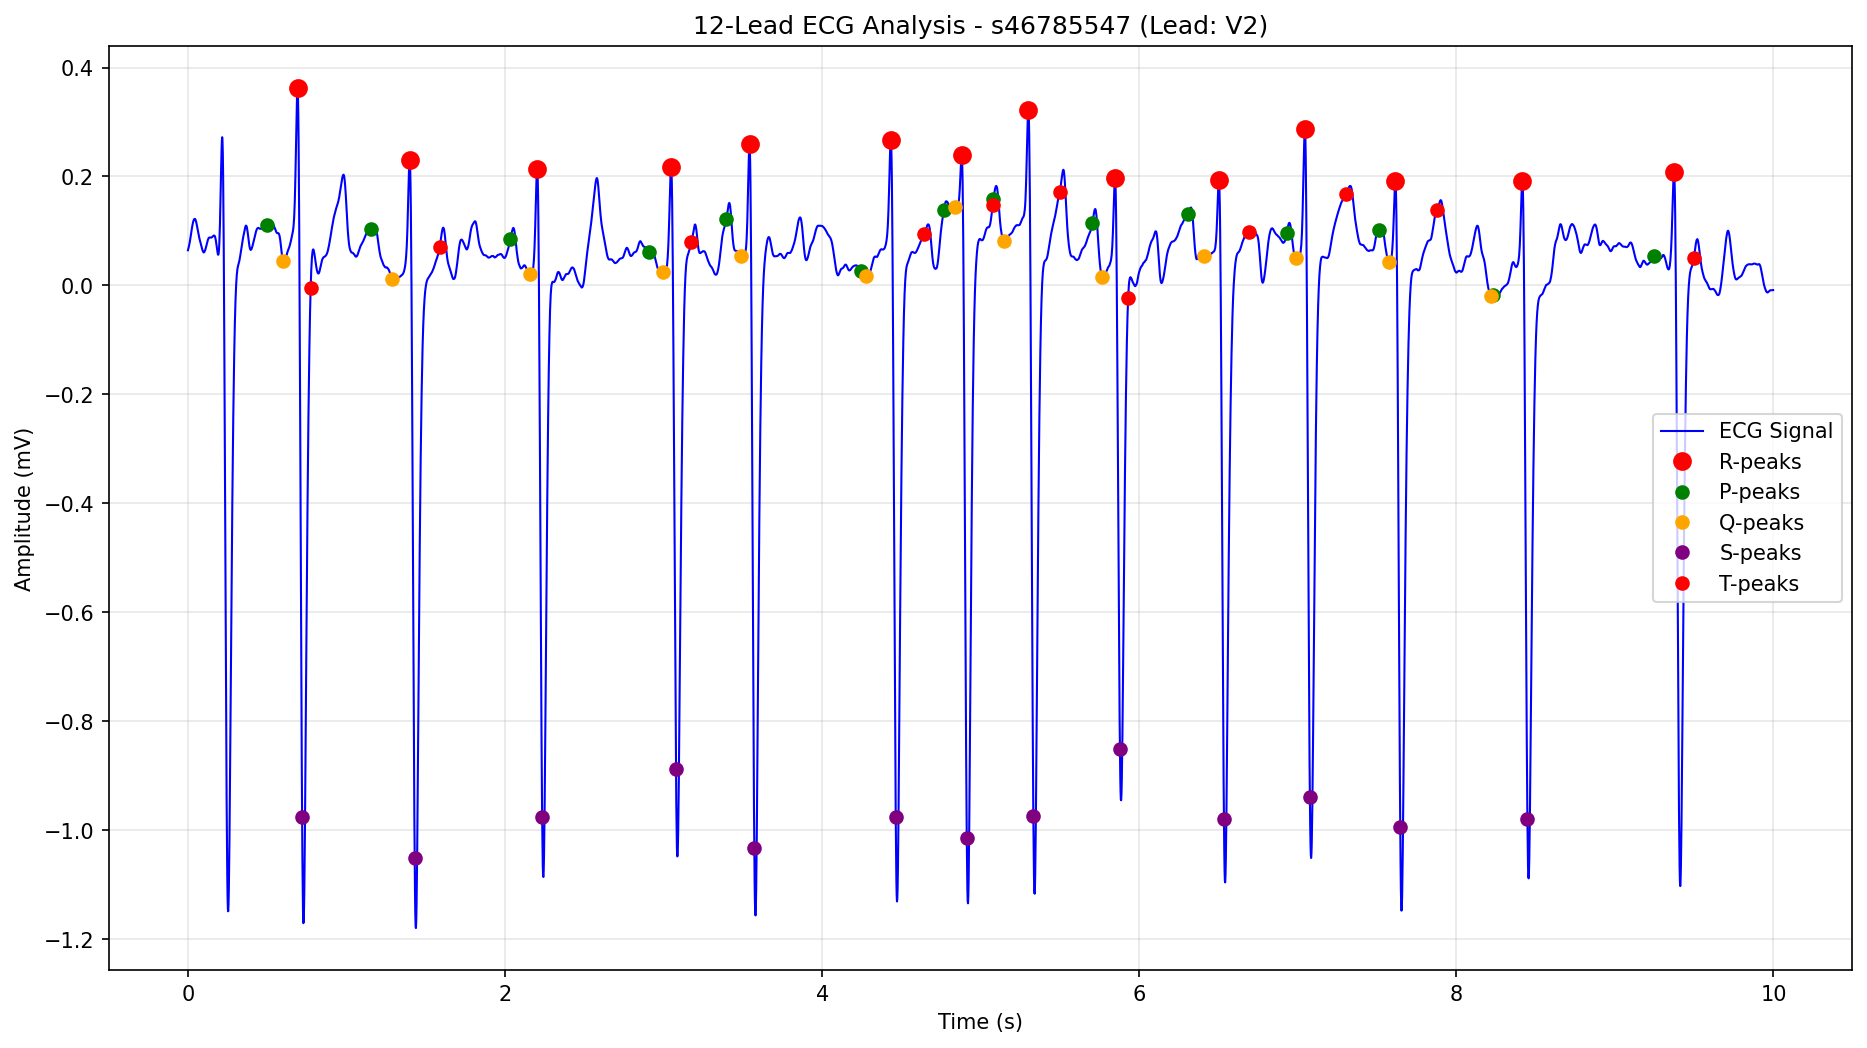 12-Lead ECG Analysis - s46785547 (Lead: V2)
Amplitude (mV)
0.4
0.2
0.0
−0.2
−0.4
−0.6
−0.8
−1.0
−1.2
ECG Signal
R-peaks
P-peaks
Q-peaks
S-peaks
T-peaks
0 2 4 6 8 10
Time (s)